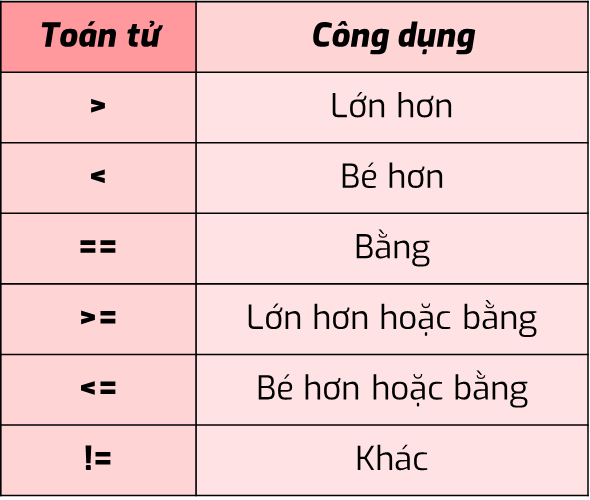 Toán tử Công dụng
> Lớn hơn
< Bé hơn
== Bằng
>= Lớn hơn hoặc bằng
<= Bé hơn hoặc bằng
!= Khác